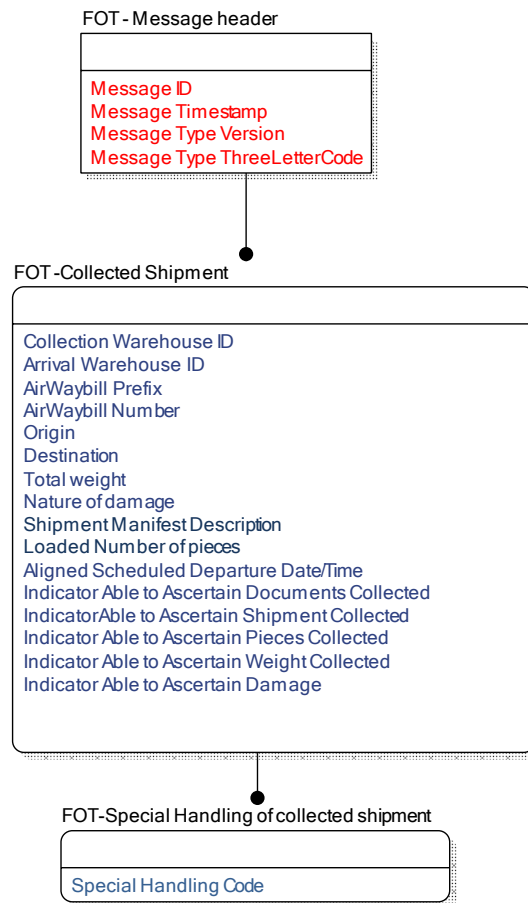 FOT - Message header
Message ID
Message Timestamp
Message Type Version
Message Type ThreeLetterCode
FOT -Collected Shipment
Collection Warehouse ID
Arrival Warehouse ID
AirWaybill Prefix
AirWaybill Number
Origin
Destination
Total weight
Nature of damage
Shipment Manifest Description
Loaded Number of pieces
Aligned Scheduled Departure Date/Time
Indicator Able to Ascertain Documents Collected
IndicatorAble to Ascertain Shipment Collected
Indicator Able to Ascertain Pieces Collected
Indicator Able to Ascertain Weight Collected
Indicator Able to Ascertain Damage
FOT-Special Handling of collected shipment
Special Handling Code